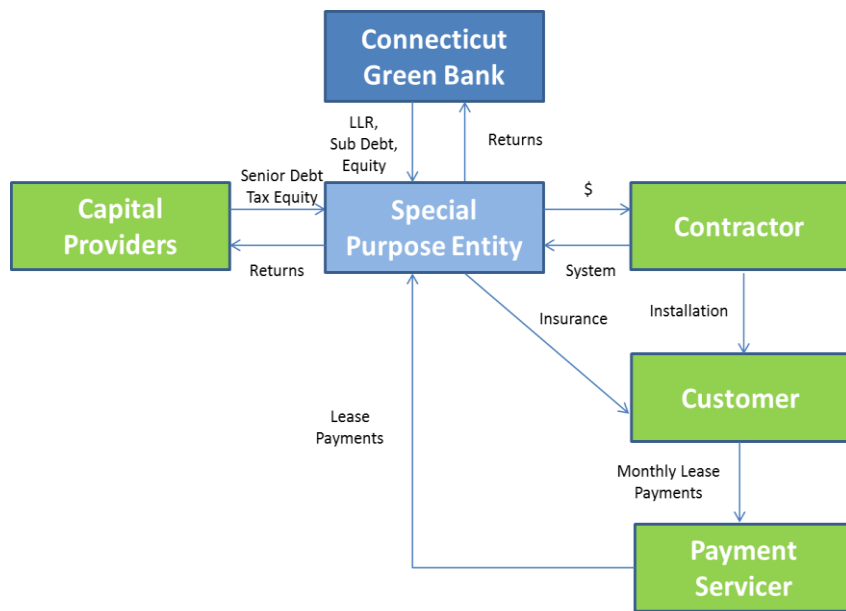 Connecticut
Green Bank
LLR,
Sub Debt,
Equity
Returns
Senior Debt
Tax Equity
$
Capital
Providers
Special
Purpose Entity
Contractor
Returns
System
Insurance
Installation
Customer
Lease
Payments
Monthly Lease
Payments
Payment
Servicer